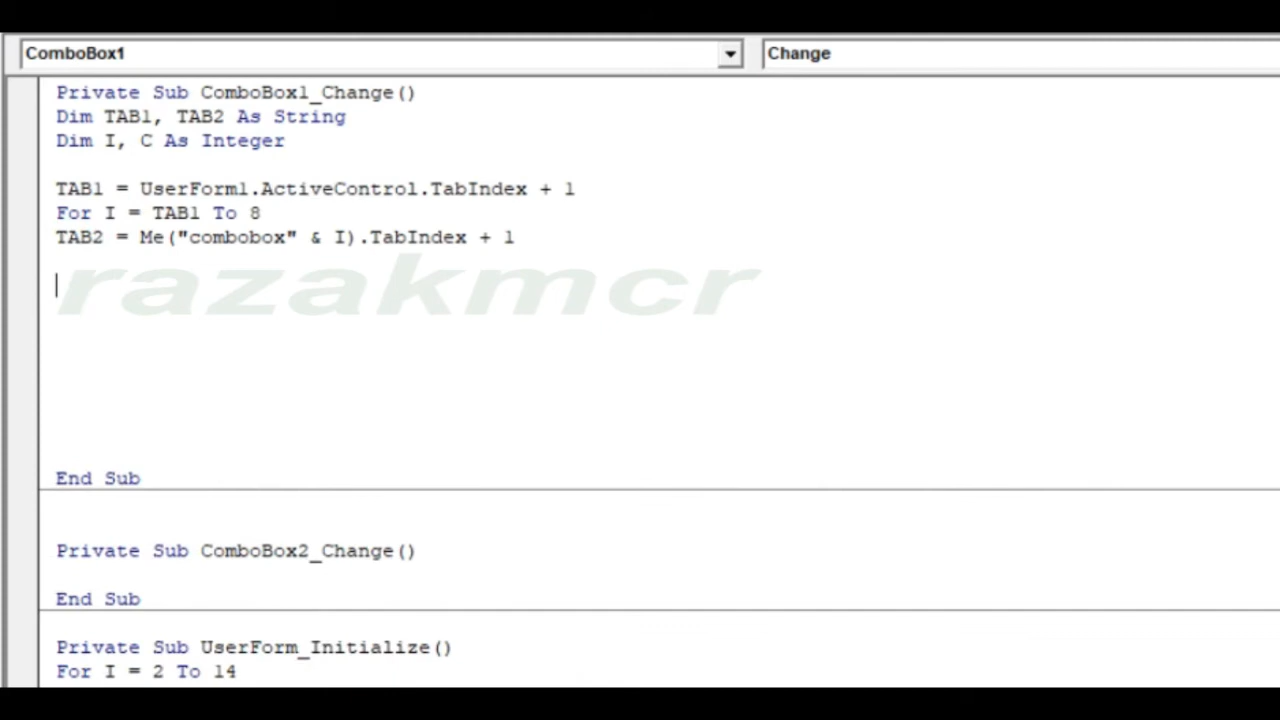 ComboBox1 Change
Private Sub ComboBox1_Change()
Dim TAB1, TAB2 As String
Dim I, C As Integer
TAB1 = UserForm1.ActiveControl.TabIndex + 1
For I = TAB1 To 8
TAB2 = Me("combobox" & I).TabIndex + 1
razakmcr
End Sub
Private Sub ComboBox2_Change()
End Sub
Private Sub UserForm_Initialize()
For I = 2 To 14